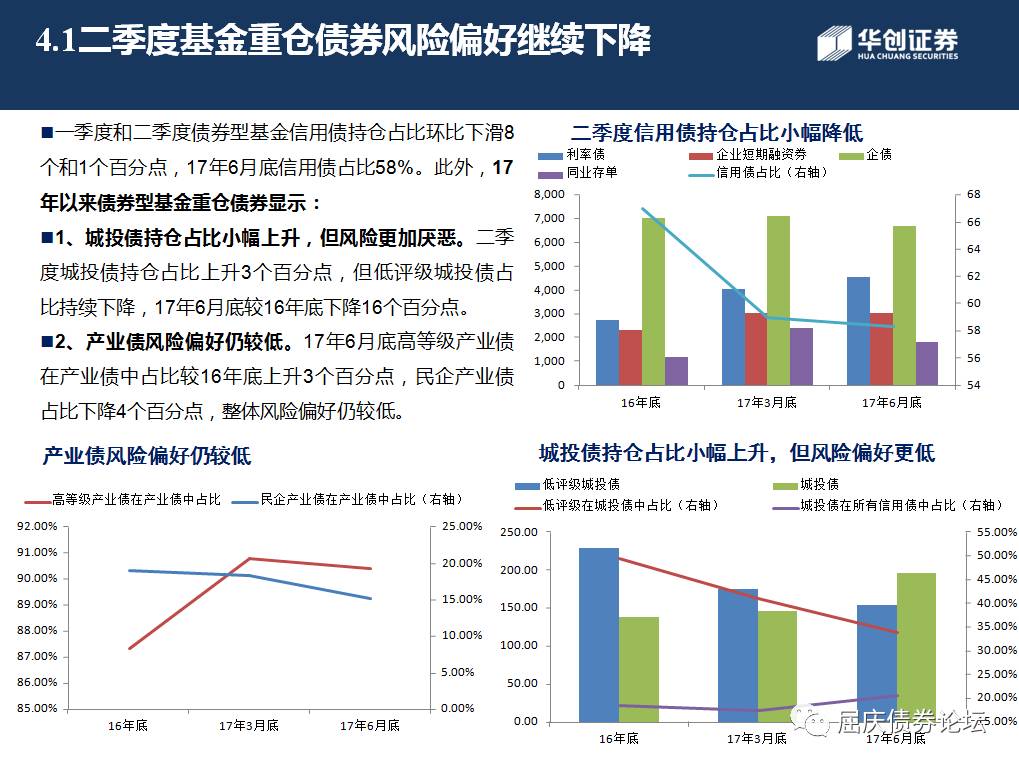 4.1二季度基金重仓债券风险偏好继续下降
华创证券
HUA CHUANG SECURITIES
■一季度和二季度债券型基金信用债持仓占比环比下滑8
个和1个百分点，17年6月底信用债占比58%。此外，17
年以来债券型基金重仓债券显示：
■1、城投债持仓占比小幅上升，但风险更加厌恶。二季
度城投债持仓占比上升3个百分点，但低评级城投债占
比持续下降，17年6月底较16年底下降16个百分点。
■2、产业债风险偏好仍较低。17年6月底高等级产业债
在产业债中占比较16年底上升3个百分点，民企产业债
占比下降4个百分点，整体风险偏好仍较低。
二季度信用债持仓占比小幅降低
利率债 企业短期融资券 企债
同业存单 信用债占比（右轴）
8,000 68
7,000 66
6,000 64
5,000 62
4,000 60
3,000 58
2,000 56
1,000 54
0
16年底 17年3月底 17年6月底
产业债风险偏好仍较低
高等级产业债在产业债中占比 民企产业债在产业债中占比（右轴）
92.00% 25.00%
91.00% 20.00%
90.00% 15.00%
89.00% 10.00%
88.00% 5.00%
87.00% 0.00%
86.00%
85.00%
16年底 17年3月底 17年6月底
城投债持仓占比小幅上升，但风险偏好更低
低评级城投债 城投债
低评级在城投债中占比（右轴） 城投债在所有信用债中占比（右轴）
250.00 55.00%
200.00 50.00%
150.00 45.00%
100.00 40.00%
50.00 35.00%
0.00 30.00%
25.00%
20.00%
5.00%
16年底 17年3月底 17年6月底
屈庆债券论坛